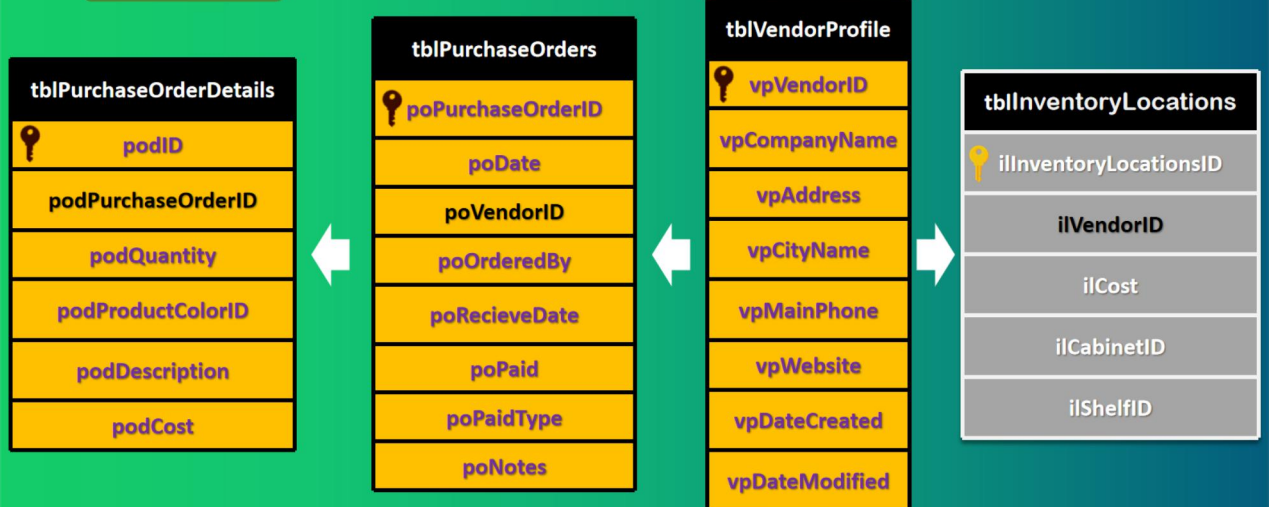 tblPurchaseOrderDetails
podID
podPurchaseOrderID
podQuantity
podProductColorID
podDescription
podCost
tblPurchaseOrders
poPurchaseOrderID
poDate
poVendorID
poOrderedBy
poRecieveDate
poPaid
poPaidType
poNotes
tblVendorProfile
vpVendorID
vpCompanyName
vpAddress
vpCityName
vpMainPhone
vpWebsite
vpDateCreated
vpDateModified
tblInventoryLocations
ilInventoryLocationsID
ilVendorID
ilCost
ilCabinetID
ilShelfID